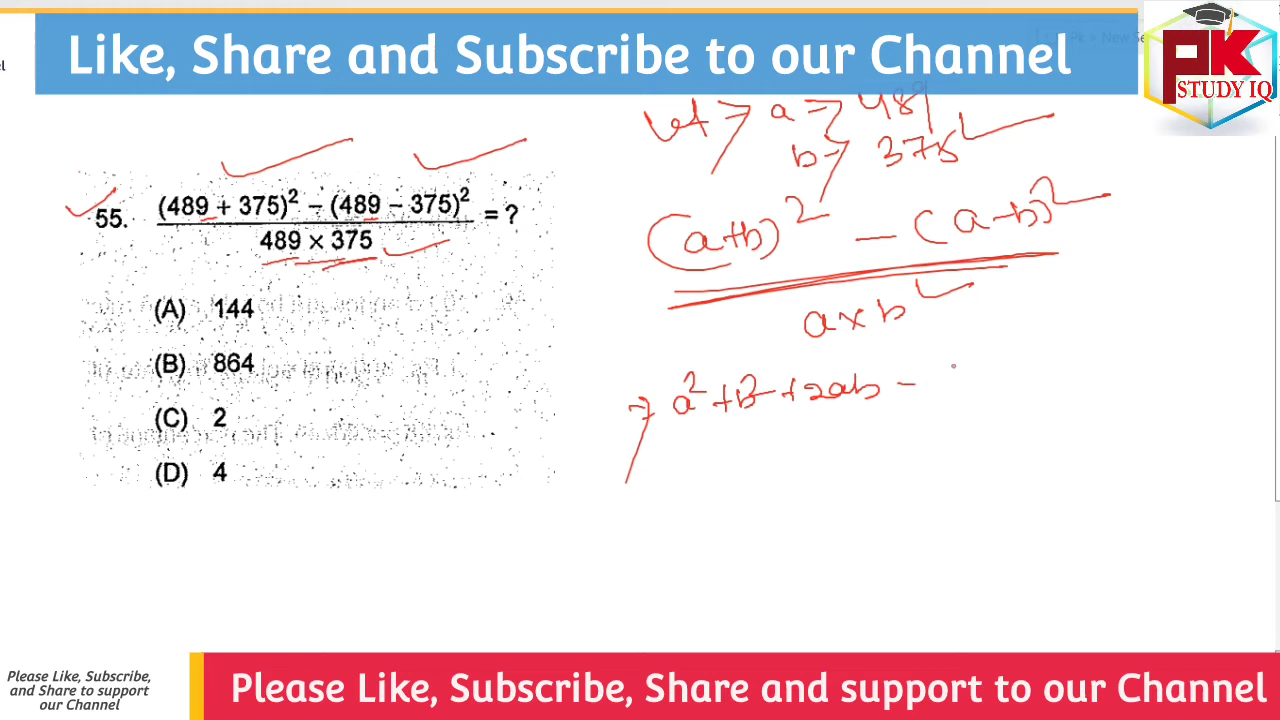 Like, Share and Subscribe to our Channel
PK
STUDY IQ
let → a → 489
b → 375
55. (489 + 375)² − (489 − 375)² / 489 × 375 = ?
(a+b)² − (a−b)²
a×b
(A) 144
(B) 864
(C) 2
(D) 4
→ a² + b² + 2ab −
Please Like, Subscribe,
and Share to support
our Channel
Please Like, Subscribe, Share and support to our Channel